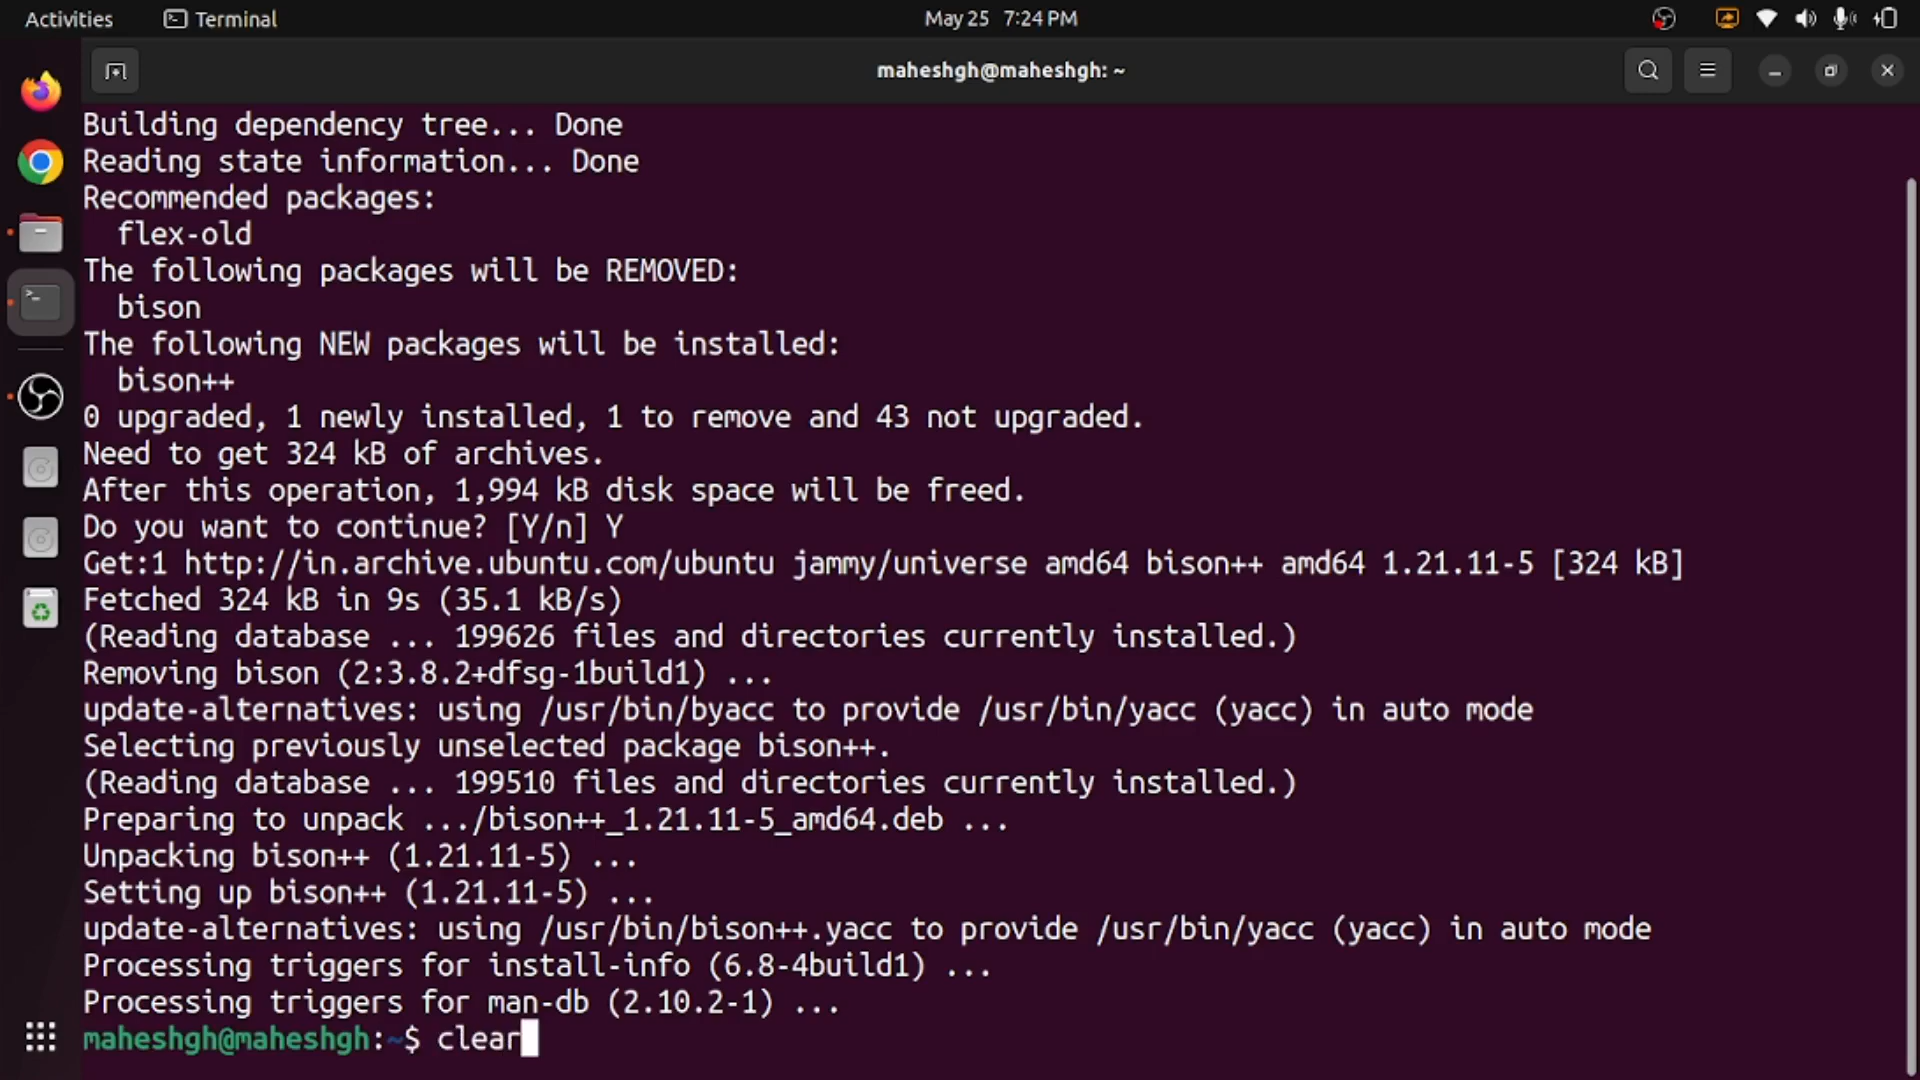 Activities
Terminal
May 25 7:24 PM
maheshgh@maheshgh: ~
Building dependency tree... Done
Reading state information... Done
Recommended packages:
  flex-old
The following packages will be REMOVED:
  bison
The following NEW packages will be installed:
  bison++
0 upgraded, 1 newly installed, 1 to remove and 43 not upgraded.
Need to get 324 kB of archives.
After this operation, 1,994 kB disk space will be freed.
Do you want to continue? [Y/n] Y
Get:1 http://in.archive.ubuntu.com/ubuntu jammy/universe amd64 bison++ amd64 1.21.11-5 [324 kB]
Fetched 324 kB in 9s (35.1 kB/s)
(Reading database ... 199626 files and directories currently installed.)
Removing bison (2:3.8.2+dfsg-1build1) ...
update-alternatives: using /usr/bin/byacc to provide /usr/bin/yacc (yacc) in auto mode
Selecting previously unselected package bison++.
(Reading database ... 199510 files and directories currently installed.)
Preparing to unpack .../bison++_1.21.11-5_amd64.deb ...
Unpacking bison++ (1.21.11-5) ...
Setting up bison++ (1.21.11-5) ...
update-alternatives: using /usr/bin/bison++.yacc to provide /usr/bin/yacc (yacc) in auto mode
Processing triggers for install-info (6.8-4build1) ...
Processing triggers for man-db (2.10.2-1) ...
maheshgh@maheshgh:~$ clear